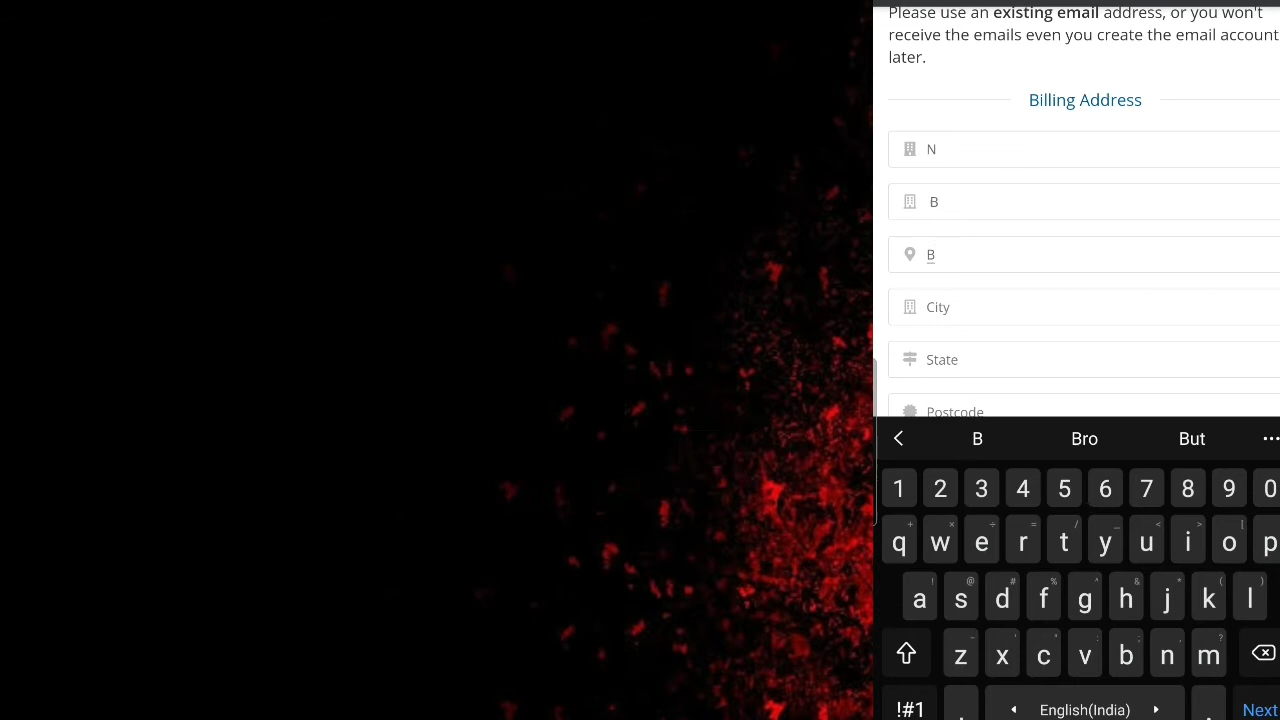 Please use an existing email address, or you won't
receive the emails even you create the email account
later.
Billing Address
N
B
B
City
State
Postcode
B Bro But
1 2 3 4 5 6 7 8 9 0
q w e r t y u i o p
a s d f g h j k l
z x c v b n m
!#1 , English(India) . Next